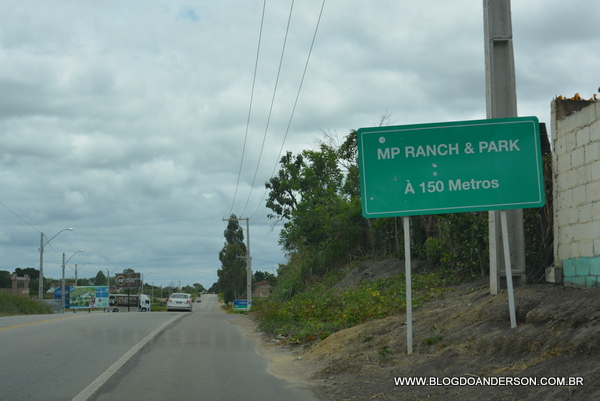 MP RANCH & PARK
À 150 Metros
WWW.BLOGDOANDERSON.COM.BR